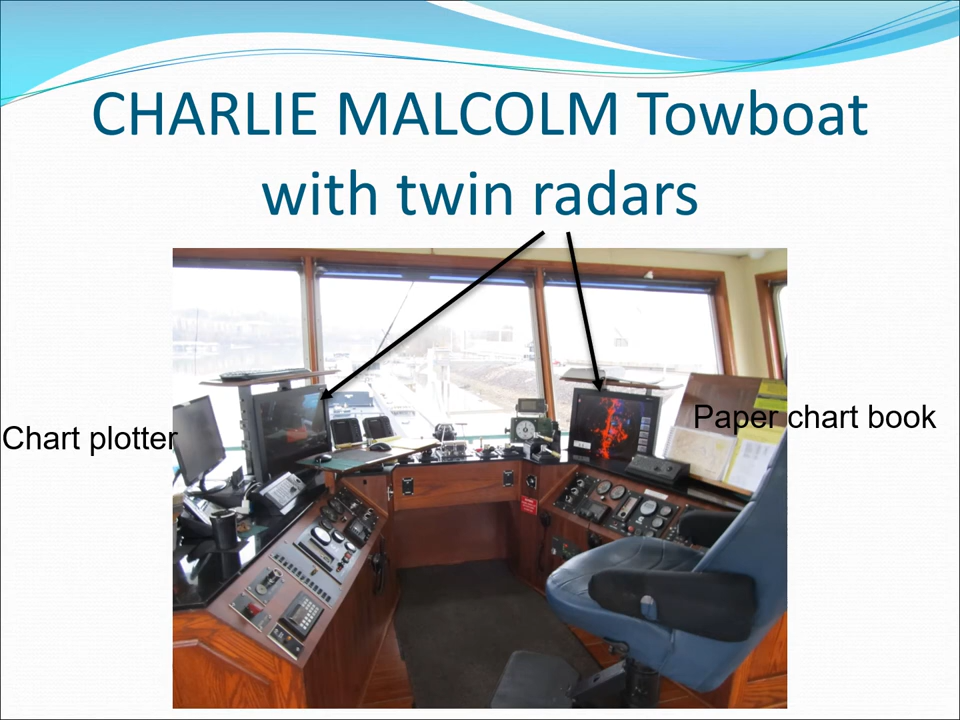 CHARLIE MALCOLM Towboat
with twin radars
Chart plotter
Paper chart book